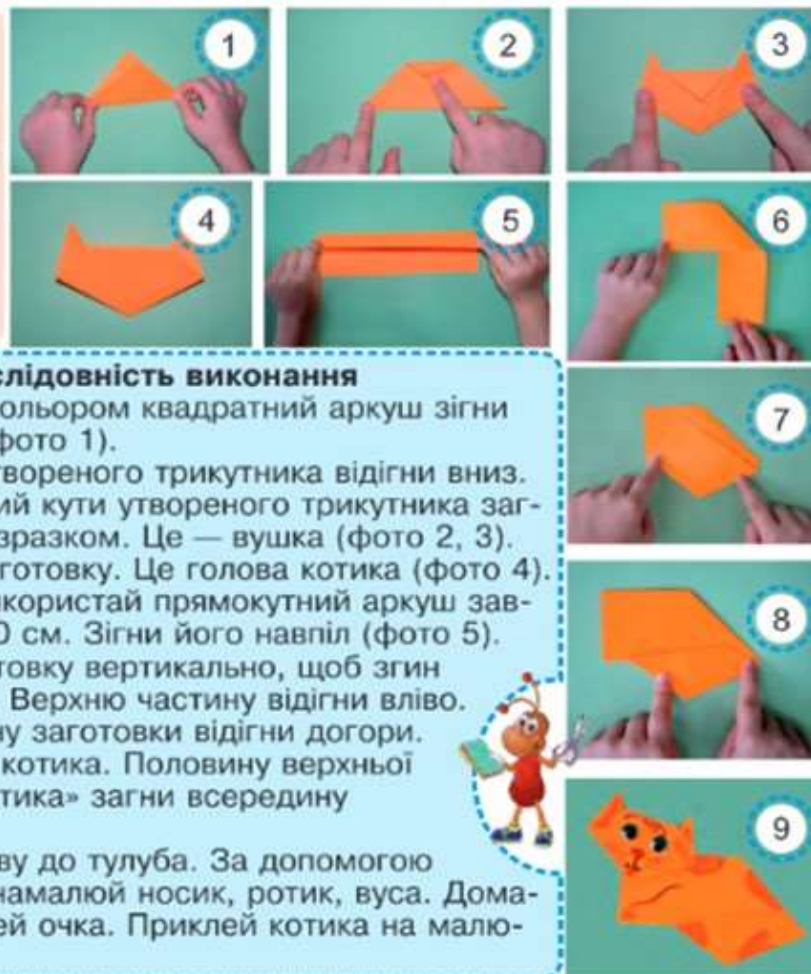 1
2
3
4
5
6
слідовність виконання
ольором квадратний аркуш зігни
фото 1).
твореного трикутника відігни вниз.
ий кути утвореного трикутника заг-
зразком. Це — вушка (фото 2, 3).
готовку. Це голова котика (фото 4).
икористай прямокутний аркуш зав-
0 см. Зігни його навпіл (фото 5).
товку вертикально, щоб згин
Верхню частину відігни вліво.
ну заготовки відігни догори.
котика. Половину верхньої
тика» загни всередину
ву до тулуба. За допомогою
намалюй носик, ротик, вуса. Дома-
ей очка. Приклей котика на малю-
7
8
9